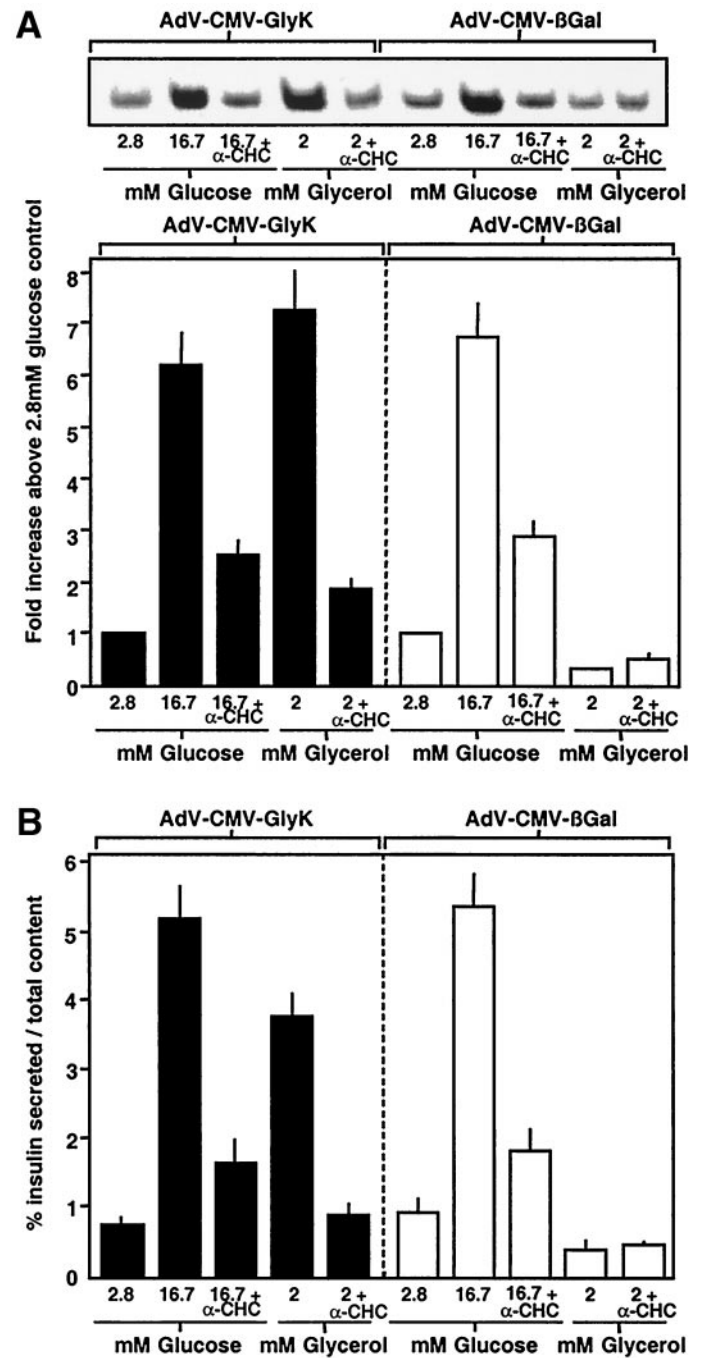 A
AdV-CMV-GlyK AdV-CMV-ßGal
2.8 16.7 16.7 + α-CHC 2 2 + α-CHC 2.8 16.7 16.7 + α-CHC 2 2 + α-CHC
mM Glucose mM Glycerol mM Glucose mM Glycerol
AdV-CMV-GlyK AdV-CMV-ßGal
Fold increase above 2.8mM glucose control
8
7
6
5
4
3
2
1
0
2.8 16.7 16.7 + α-CHC 2 2 + α-CHC 2.8 16.7 16.7 + α-CHC 2 2 + α-CHC
mM Glucose mM Glycerol mM Glucose mM Glycerol
B
AdV-CMV-GlyK AdV-CMV-ßGal
% insulin secreted / total content
6
5
4
3
2
1
0
2.8 16.7 16.7 + α-CHC 2 2 + α-CHC 2.8 16.7 16.7 + α-CHC 2 2 + α-CHC
mM Glucose mM Glycerol mM Glucose mM Glycerol